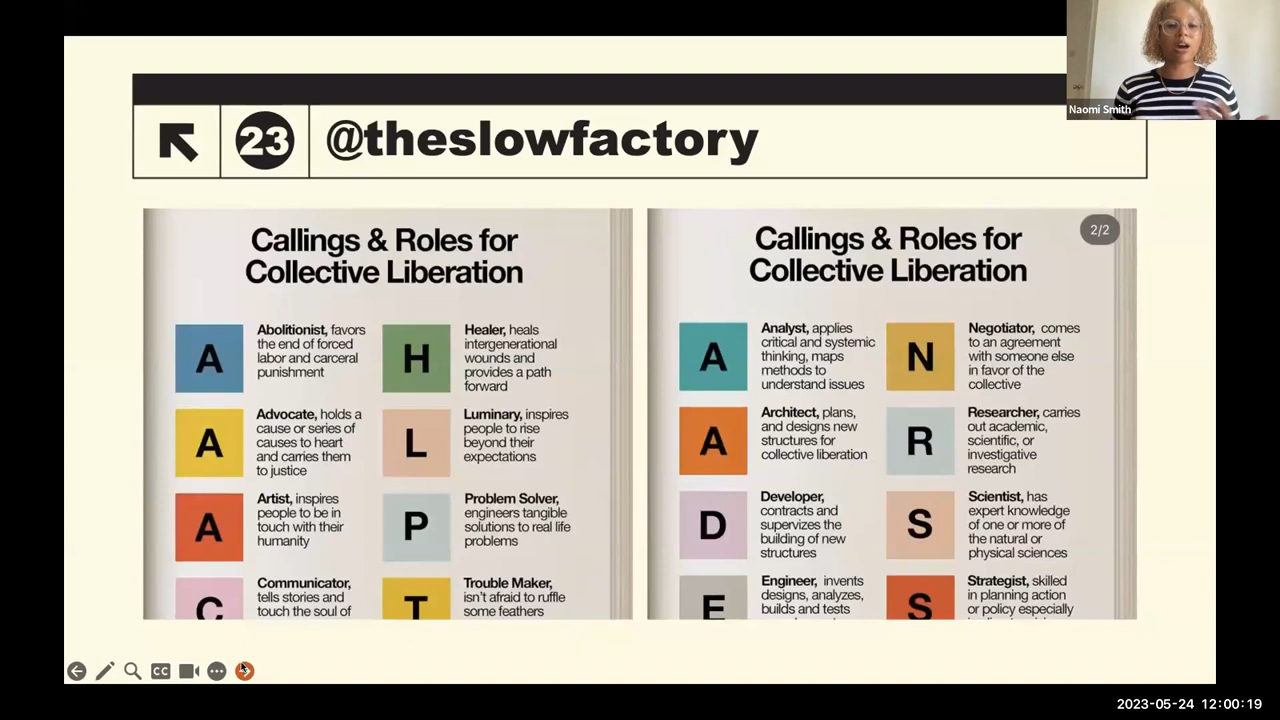 Naomi Smith
23 @theslowfactory
Callings & Roles for
Collective Liberation
A
Abolitionist, favors
the end of forced
labor and carceral
punishment
H
Healer, heals
intergenerational
wounds and
provides a path
forward
A
Advocate, holds a
cause or series of
causes to heart
and carries them
to justice
L
Luminary, inspires
people to rise
beyond their
expectations
A
Artist, inspires
people to be in
touch with their
humanity
P
Problem Solver,
engineers tangible
solutions to real life
problems
C
Communicator,
tells stories and
touch the soul of
T
Trouble Maker,
isn't afraid to ruffle
some feathers
2/2
Callings & Roles for
Collective Liberation
A
Analyst, applies
critical and systemic
thinking, maps
methods to
understand issues
N
Negotiator, comes
to an agreement
with someone else
in favor of the
collective
A
Architect, plans,
and designs new
structures for
collective liberation
R
Researcher, carries
out academic,
scientific, or
investigative
research
D
Developer,
contracts and
supervizes the
building of new
structures
S
Scientist, has
expert knowledge
of one or more of
the natural or
physical sciences
E
Engineer, invents
designs, analyzes,
builds and tests
S
Strategist, skilled
in planning action
or policy especially
CC
2023-05-24 12:00:19